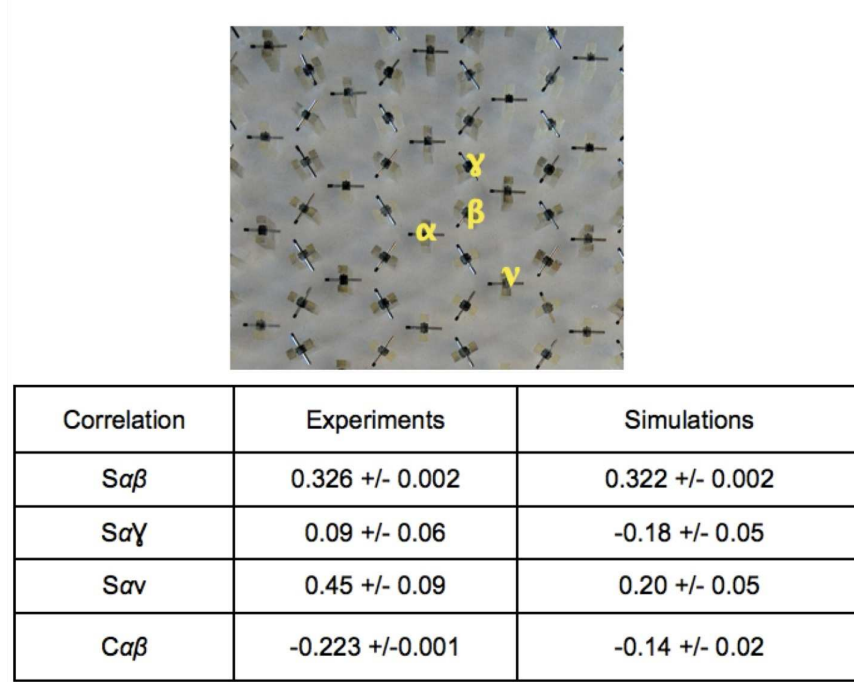 ɣ
β
α
ν
Correlation Experiments Simulations
Sαβ 0.326 +/- 0.002 0.322 +/- 0.002
Sαɣ 0.09 +/- 0.06 -0.18 +/- 0.05
Sαν 0.45 +/- 0.09 0.20 +/- 0.05
Cαβ -0.223 +/-0.001 -0.14 +/- 0.02